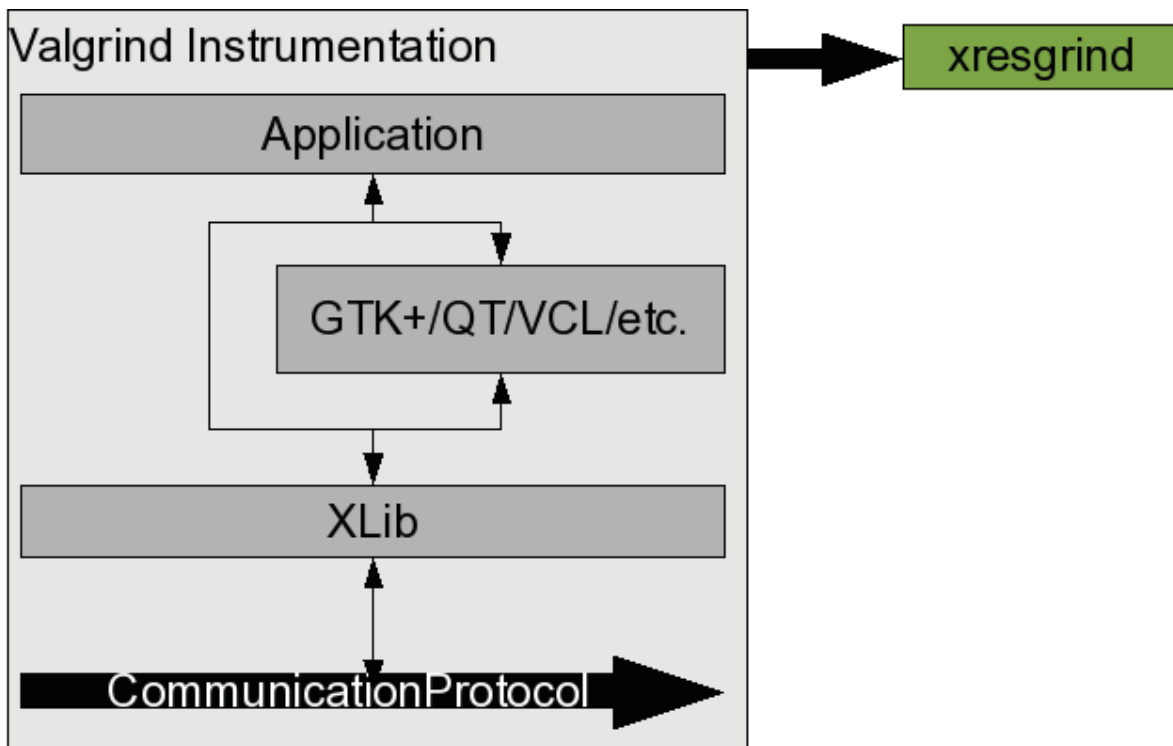 Valgrind Instrumentation
xresgrind
Application
GTK+/QT/VCL/etc.
XLib
CommunicationProtocol